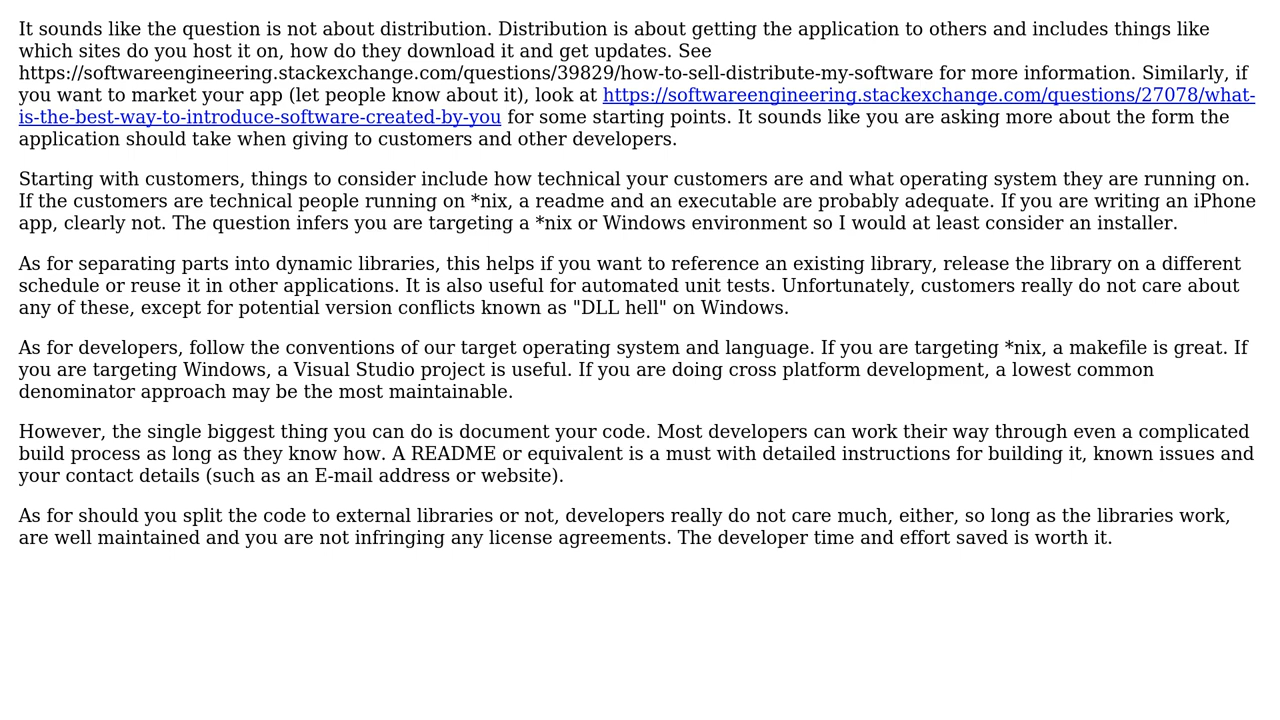 It sounds like the question is not about distribution. Distribution is about getting the application to others and includes things like
which sites do you host it on, how do they download it and get updates. See
https://softwareengineering.stackexchange.com/questions/39829/how-to-sell-distribute-my-software for more information. Similarly, if
you want to market your app (let people know about it), look at https://softwareengineering.stackexchange.com/questions/27078/what-
is-the-best-way-to-introduce-software-created-by-you for some starting points. It sounds like you are asking more about the form the
application should take when giving to customers and other developers.
Starting with customers, things to consider include how technical your customers are and what operating system they are running on.
If the customers are technical people running on *nix, a readme and an executable are probably adequate. If you are writing an iPhone
app, clearly not. The question infers you are targeting a *nix or Windows environment so I would at least consider an installer.
As for separating parts into dynamic libraries, this helps if you want to reference an existing library, release the library on a different
schedule or reuse it in other applications. It is also useful for automated unit tests. Unfortunately, customers really do not care about
any of these, except for potential version conflicts known as "DLL hell" on Windows.
As for developers, follow the conventions of our target operating system and language. If you are targeting *nix, a makefile is great. If
you are targeting Windows, a Visual Studio project is useful. If you are doing cross platform development, a lowest common
denominator approach may be the most maintainable.
However, the single biggest thing you can do is document your code. Most developers can work their way through even a complicated
build process as long as they know how. A README or equivalent is a must with detailed instructions for building it, known issues and
your contact details (such as an E-mail address or website).
As for should you split the code to external libraries or not, developers really do not care much, either, so long as the libraries work,
are well maintained and you are not infringing any license agreements. The developer time and effort saved is worth it.